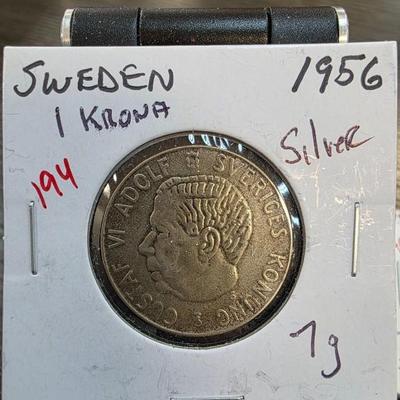 SWEDEN 1956
1 KRONA
Silver
194
GUSTAF VI ADOLF SVERIGES KONUNG
7g